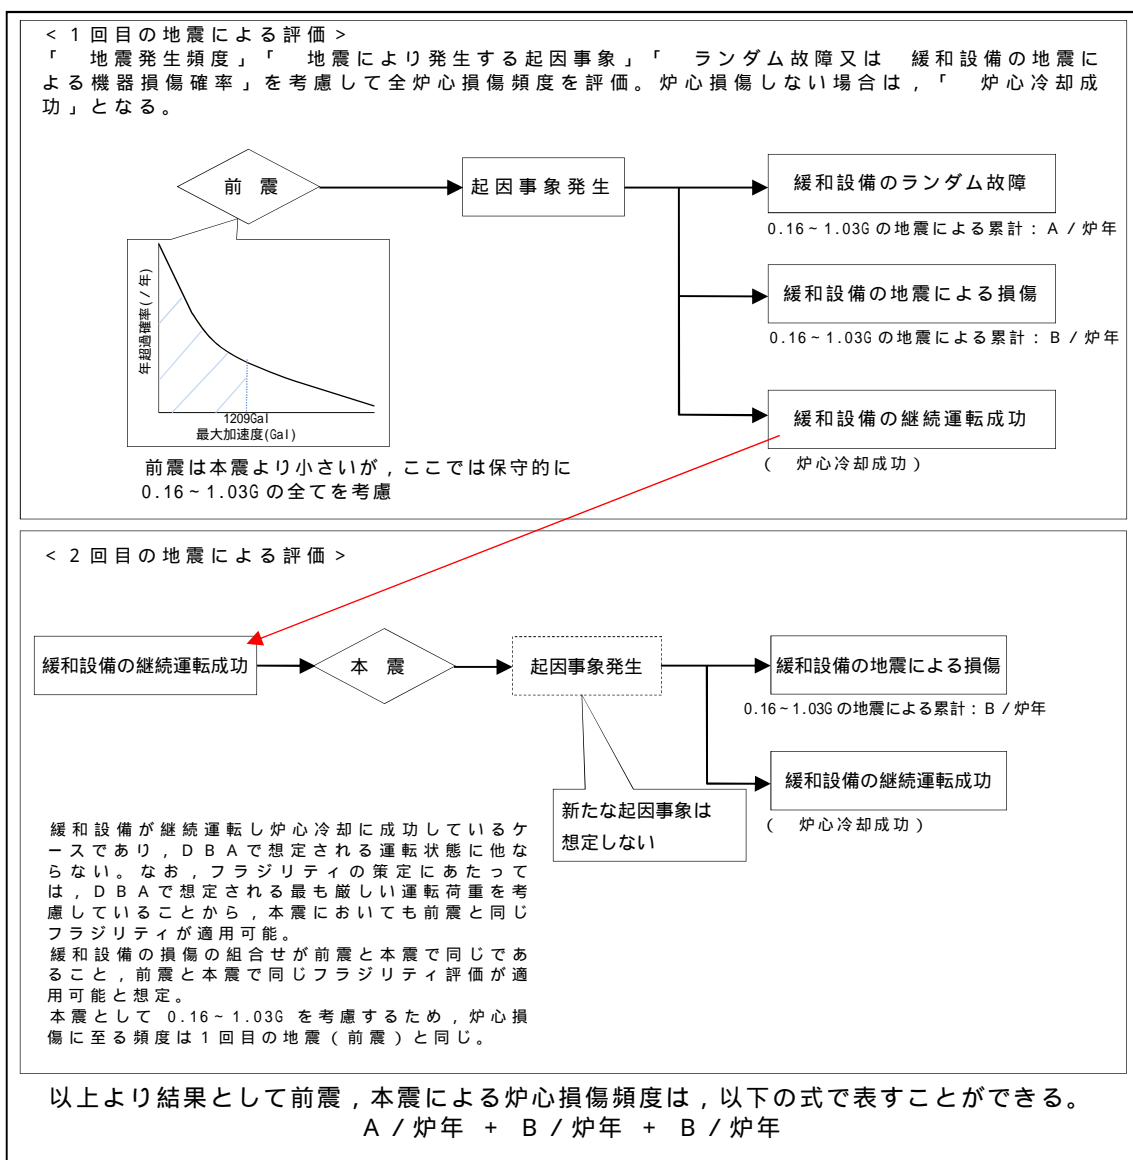 ＜１回目の地震による評価＞
「　地震発生頻度」「　地震により発生する起因事象」「　ランダム故障又は　緩和設備の地震に
よる機器損傷確率」を考慮して全炉心損傷頻度を評価。炉心損傷しない場合は，「　炉心冷却成
功」となる。
前　震
起因事象発生
緩和設備のランダム故障
0.16~1.03Gの地震による累計：Ａ／炉年
緩和設備の地震による損傷
0.16~1.03Gの地震による累計：Ｂ／炉年
緩和設備の継続運転成功
（　炉心冷却成功）
年超過確率(／年)
1209Gal
最大加速度(Gal)
前震は本震より小さいが，ここでは保守的に
0.16~1.03Gの全てを考慮
＜２回目の地震による評価＞
緩和設備の継続運転成功
本　震
起因事象発生
緩和設備の地震による損傷
0.16~1.03Gの地震による累計：Ｂ／炉年
緩和設備の継続運転成功
（　炉心冷却成功）
新たな起因事象は
想定しない
緩和設備が継続運転し炉心冷却に成功しているケ
ースであり，ＤＢＡで想定される運転状態に他な
らない。なお，フラジリティの策定にあたって
は，ＤＢＡで想定される最も厳しい運転荷重を考
慮していることから，本震においても前震と同じ
フラジリティが適用可能。
緩和設備の損傷の組合せが前震と本震で同じであ
ること，前震と本震で同じフラジリティ評価が適
用可能と想定。
本震として 0.16~1.03G を考慮するため，炉心損
傷に至る頻度は１回目の地震（前震）と同じ。
以上より結果として前震，本震による炉心損傷頻度は，以下の式で表すことができる。
Ａ／炉年　＋　Ｂ／炉年　＋　Ｂ／炉年